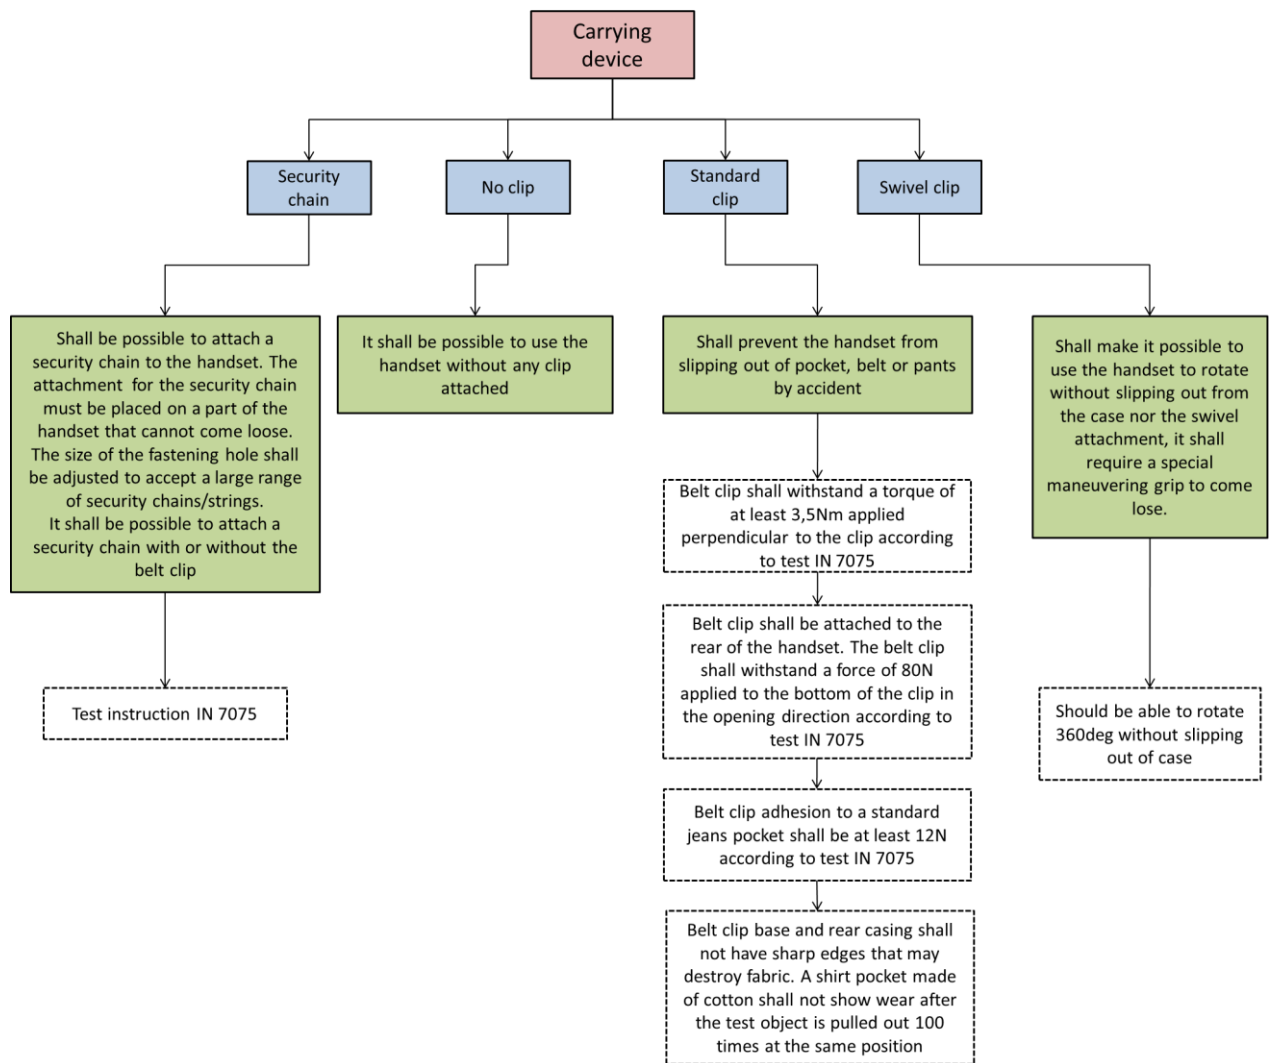 Carrying
device
Security
chain
No clip
Standard
clip
Swivel clip
Shall be possible to attach a
security chain to the handset. The
attachment for the security chain
must be placed on a part of the
handset that cannot come loose.
The size of the fastening hole shall
be adjusted to accept a large range
of security chains/strings.
It shall be possible to attach a
security chain with or without the
belt clip
It shall be possible to use the
handset without any clip
attached
Shall prevent the handset from
slipping out of pocket, belt or pants
by accident
Shall make it possible to
use the handset to rotate
without slipping out from
the case nor the swivel
attachment, it shall
require a special
maneuvering grip to come
lose.
Belt clip shall withstand a torque of
at least 3,5Nm applied
perpendicular to the clip according
to test IN 7075
Belt clip shall be attached to the
rear of the handset. The belt clip
shall withstand a force of 80N
applied to the bottom of the clip in
the opening direction according to
test IN 7075
Test instruction IN 7075
Should be able to rotate
360deg without slipping
out of case
Belt clip adhesion to a standard
jeans pocket shall be at least 12N
according to test IN 7075
Belt clip base and rear casing shall
not have sharp edges that may
destroy fabric. A shirt pocket made
of cotton shall not show wear after
the test object is pulled out 100
times at the same position